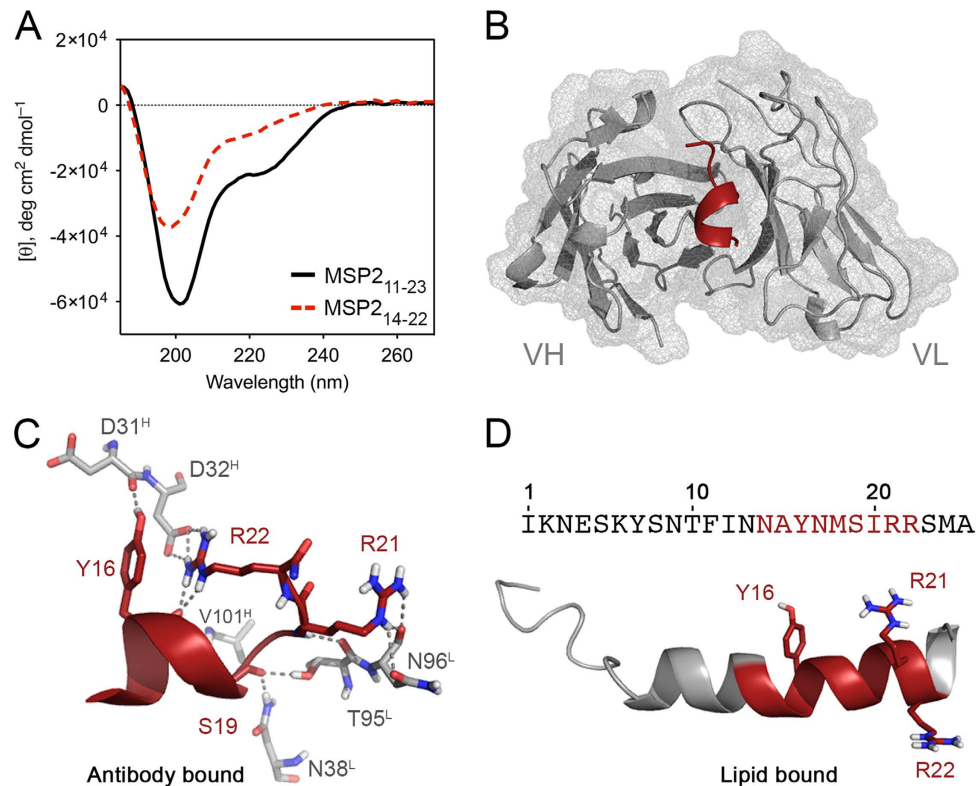 A
B
2×10⁴
0
-2×10⁴
-4×10⁴
-6×10⁴
[θ], deg cm² dmol⁻¹
MSP2₁₁₋₂₃
MSP2₁₄₋₂₂
200
220
240
260
Wavelength (nm)
VH
VL
C
D31ᴴ
D32ᴴ
R22
R21
Y16
V101ᴴ
N96ᴸ
T95ᴸ
S19
N38ᴸ
Antibody bound
D
1 10 20
IKNESKYSNTFINNAYNMSIRRSMA
Y16
R21
R22
Lipid bound